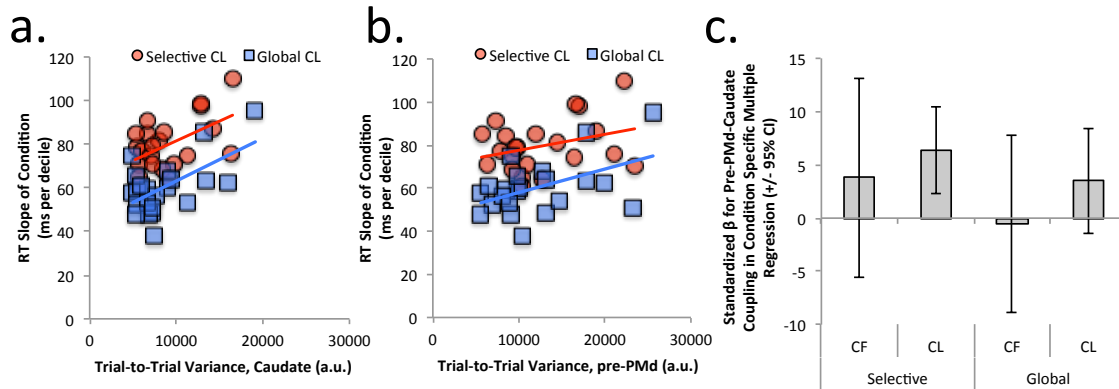 a.
Selective CL Global CL
RT Slope of Condition
(ms per decile)
120
100
80
60
40
20
0
0 10000 20000 30000
Trial-to-Trial Variance, Caudate (a.u.)
b.
Selective CL Global CL
RT Slope of Condition
(ms per decile)
120
100
80
60
40
20
0
0 10000 20000 30000
Trial-to-Trial Variance, pre-PMd (a.u.)
c.
Standardized β for Pre-PMd-Caudate
Coupling in Condition Specific Multiple
Regression (+/- 95% CI)
15
10
5
0
-5
-10
CF CL CF CL
Selective Global